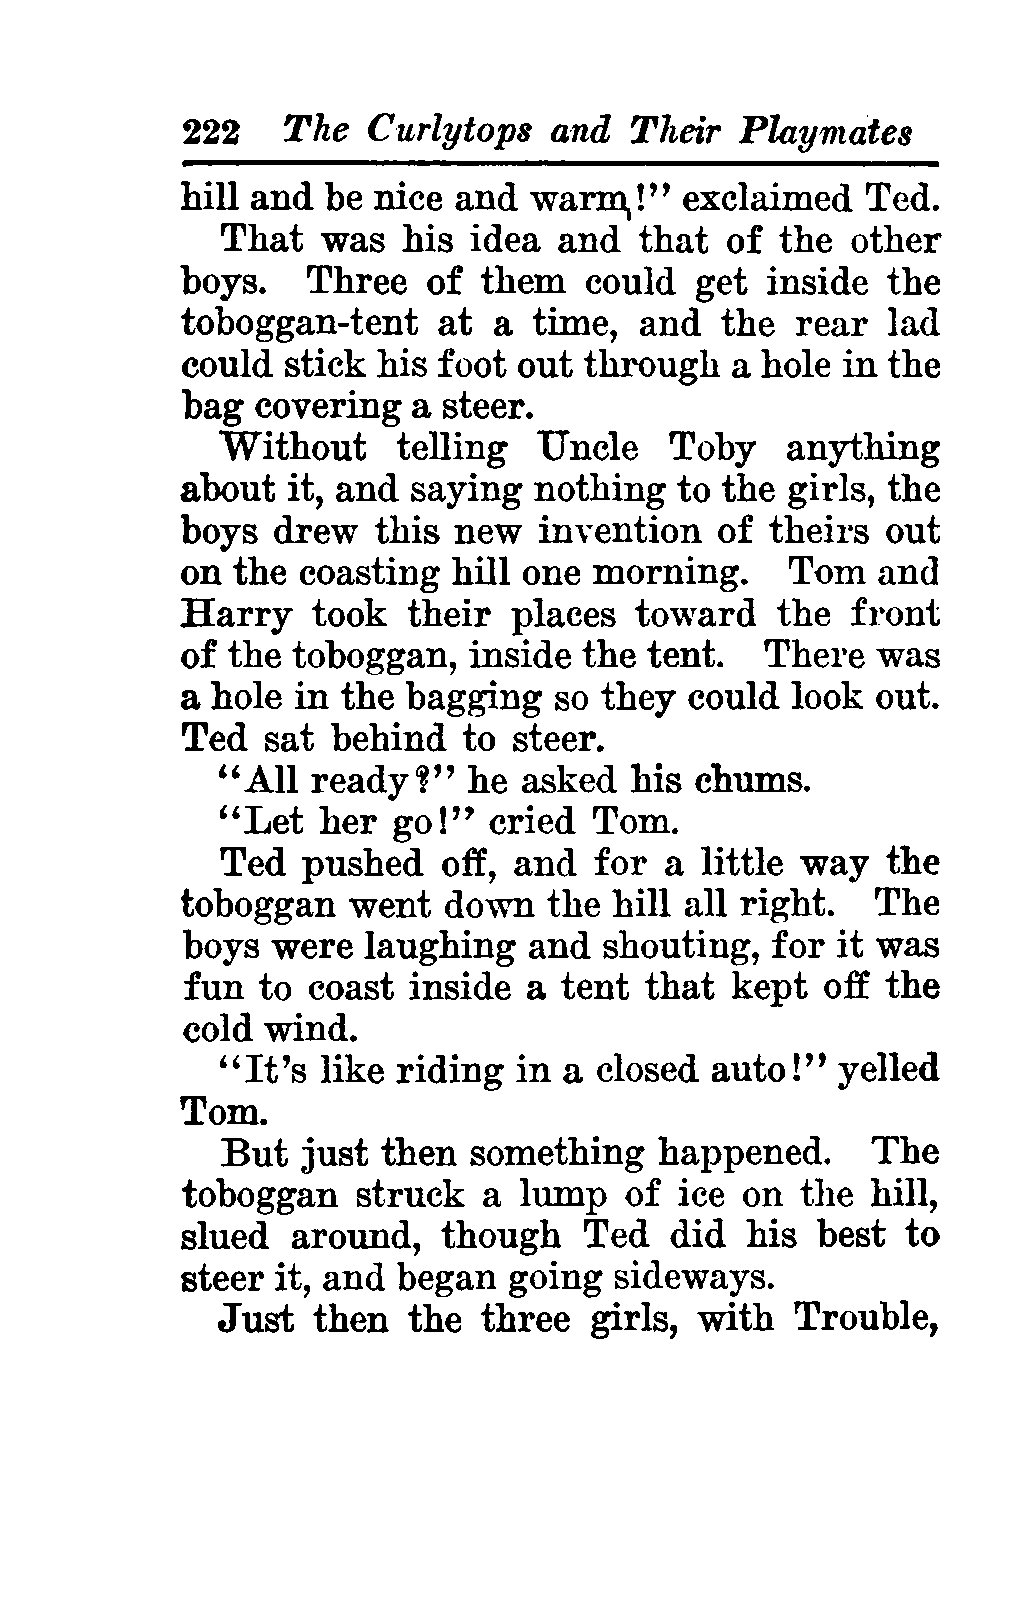 222 The Curlytops and Their Playmates
hill and be nice and warm,!" exclaimed Ted.
That was his idea and that of the other
boys. Three of them could get inside the
toboggan-tent at a time, and the rear lad
could stick his foot out through a hole in the
bag covering a steer.
Without telling Uncle Toby anything
about it, and saying nothing to the girls, the
boys drew this new invention of theirs out
on the coasting hill one morning. Tom and
Harry took their places toward the front
of the toboggan, inside the tent. There was
a hole in the bagging so they could look out.
Ted sat behind to steer.
"All ready?" he asked his chums.
"Let her go!" cried Tom.
Ted pushed off, and for a little way the
toboggan went down the hill all right. The
boys were laughing and shouting, for it was
fun to coast inside a tent that kept off the
cold wind.
"It's like riding in a closed auto!" yelled
Tom.
But just then something happened. The
toboggan struck a lump of ice on the hill,
slued around, though Ted did his best to
steer it, and began going sideways.
Just then the three girls, with Trouble,